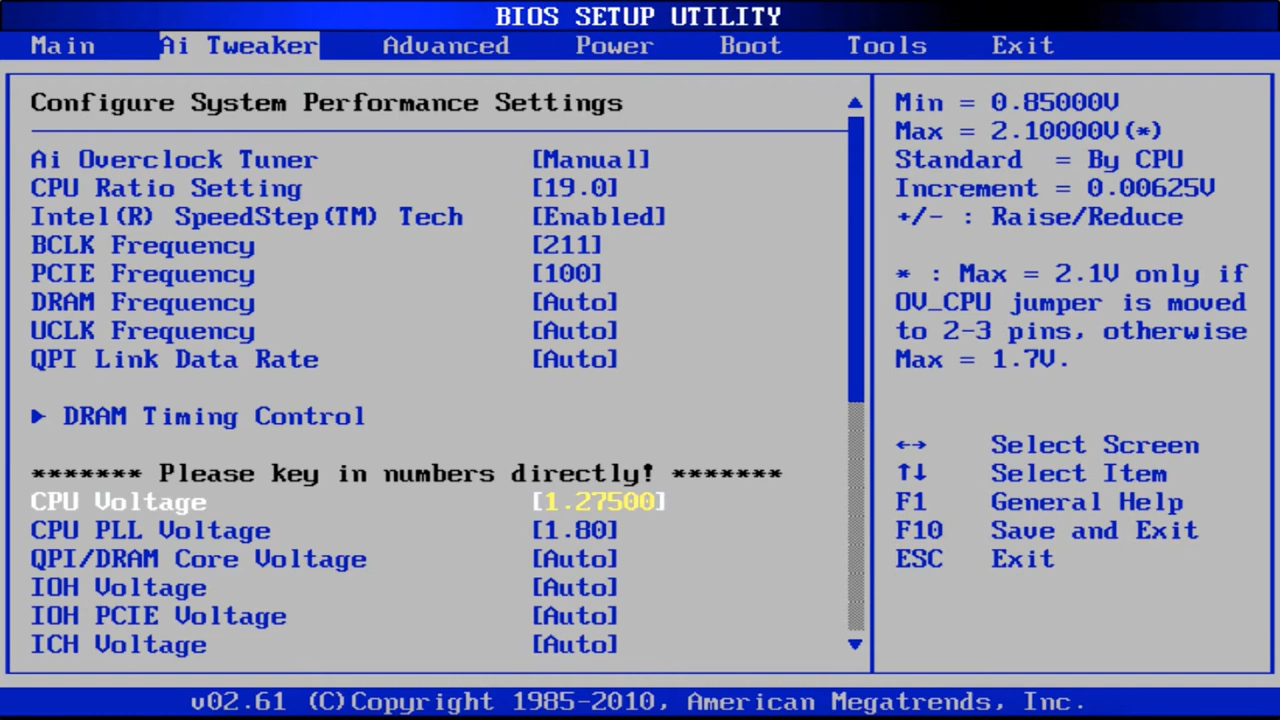 BIOS SETUP UTILITY
Main Ai Tweaker Advanced Power Boot Tools Exit
Configure System Performance Settings
Ai Overclock Tuner [Manual]
CPU Ratio Setting [19.0]
Intel(R) SpeedStep(TM) Tech [Enabled]
BCLK Frequency [211]
PCIE Frequency [100]
DRAM Frequency [Auto]
UCLK Frequency [Auto]
QPI Link Data Rate [Auto]
DRAM Timing Control
******* Please key in numbers directly! *******
CPU Voltage [1.27500]
CPU PLL Voltage [1.80]
QPI/DRAM Core Voltage [Auto]
IOH Voltage [Auto]
IOH PCIE Voltage [Auto]
ICH Voltage [Auto]
Min = 0.85000V
Max = 2.10000V(*)
Standard = By CPU
Increment = 0.00625V
+/- : Raise/Reduce
* : Max = 2.1V only if
OV_CPU jumper is moved
to 2-3 pins, otherwise
Max = 1.7V.
←→ Select Screen
↑↓ Select Item
F1 General Help
F10 Save and Exit
ESC Exit
v02.61 (C)Copyright 1985-2010, American Megatrends, Inc.